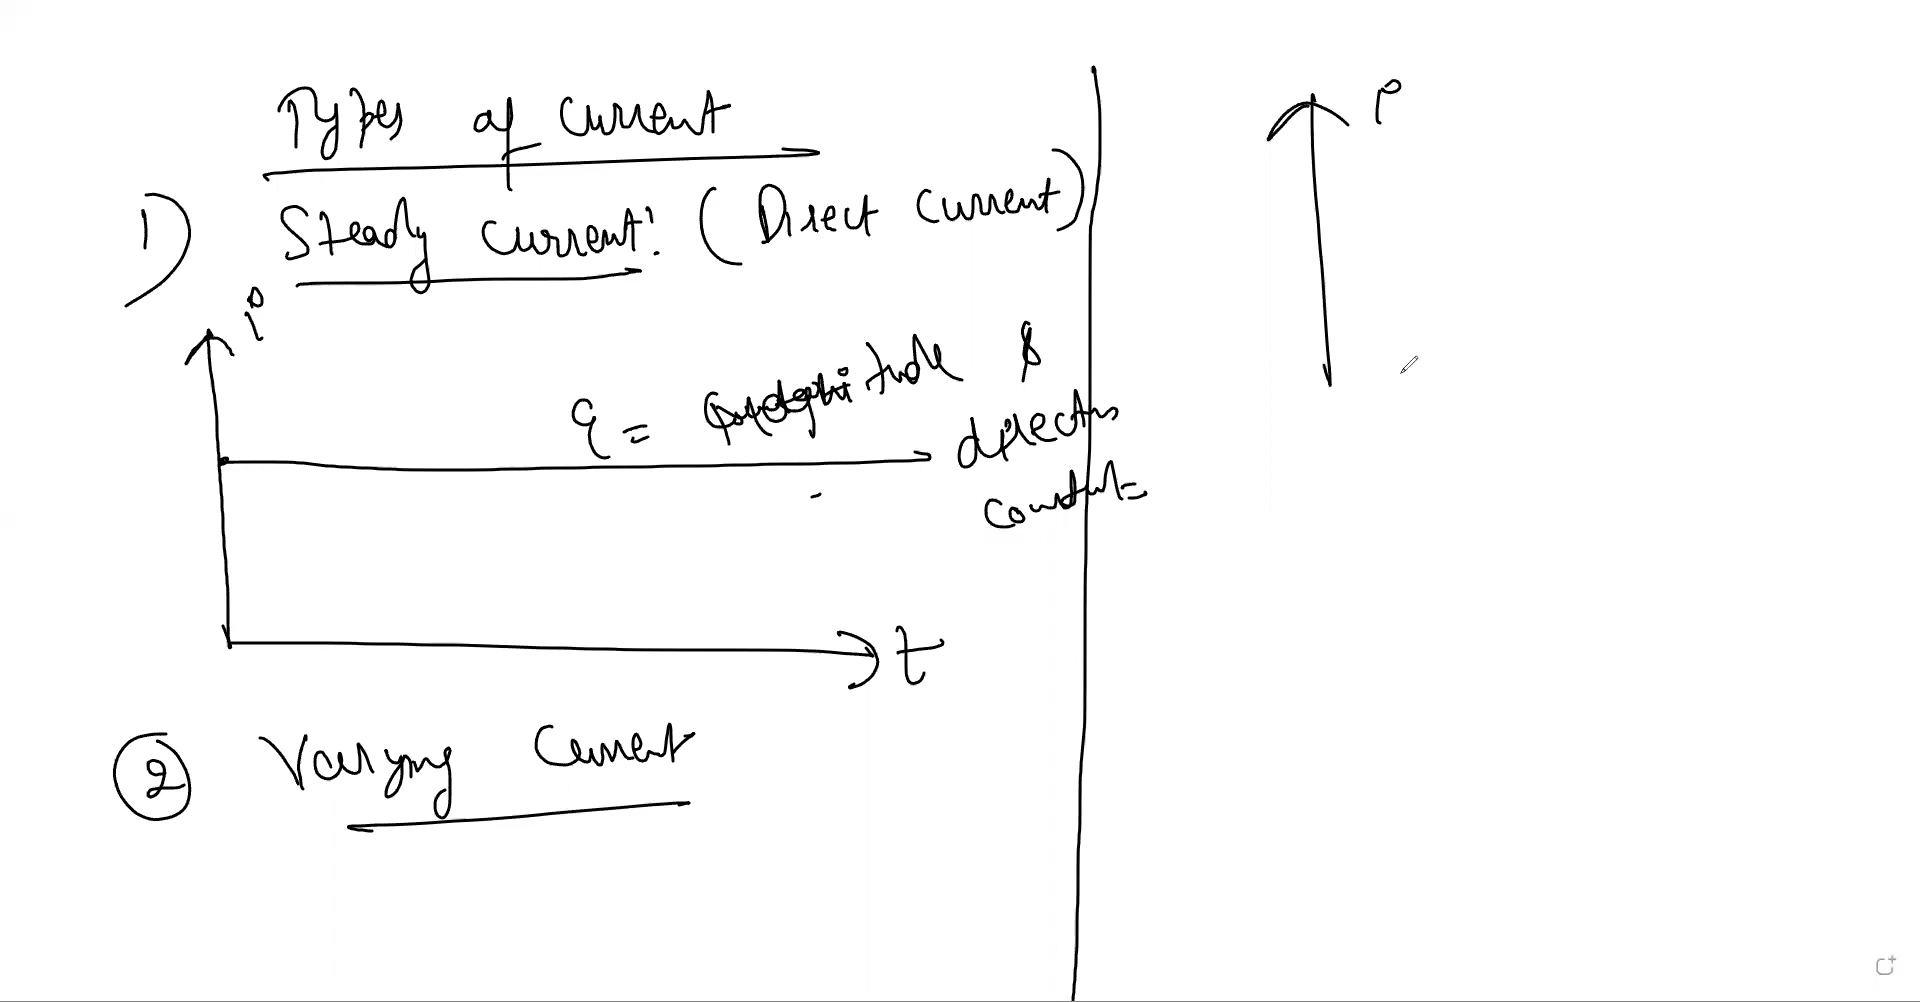 Types of current
1) Steady current: (Direct current)
i
= magnitude &
direction
constant
t
2 Varying current
i